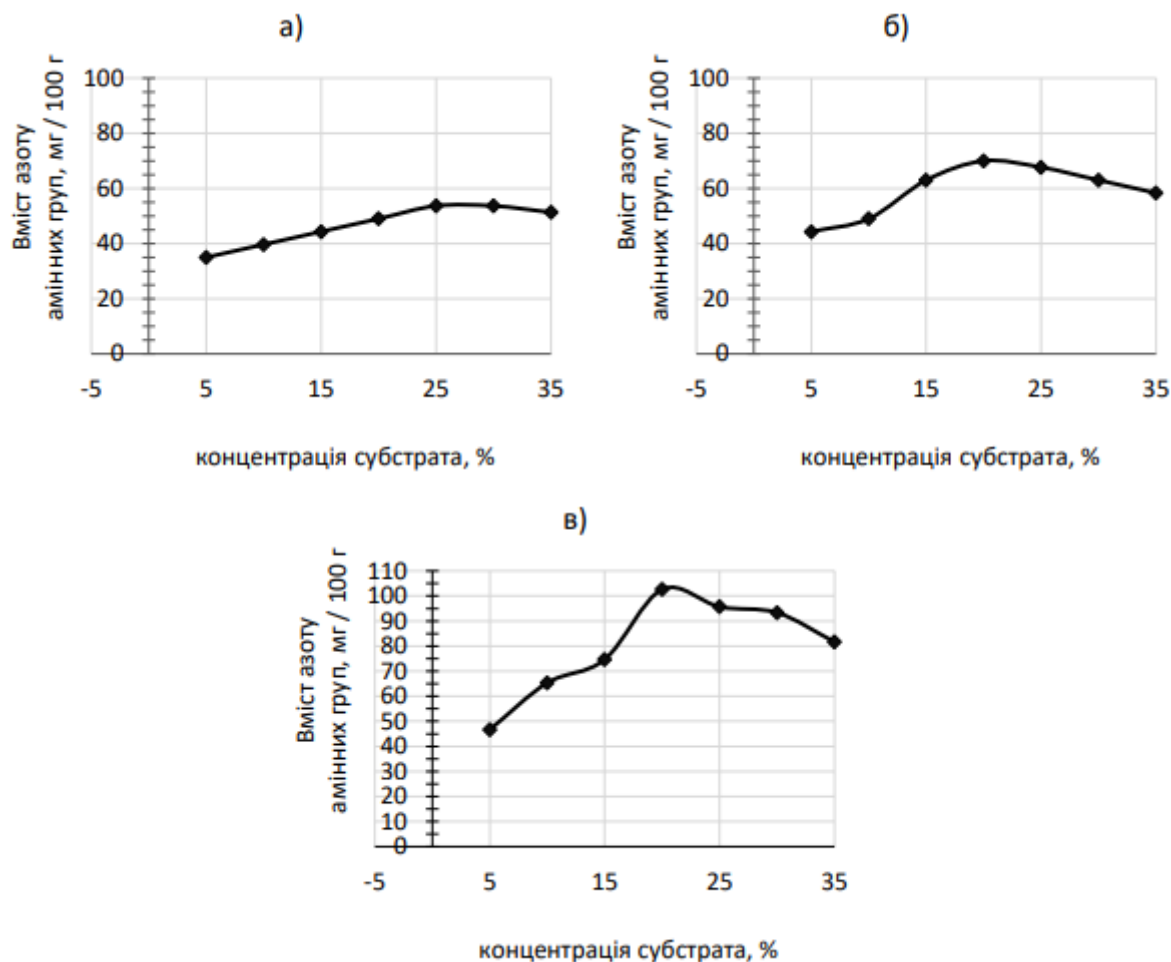 а)
Вміст азоту
амінних груп, мг / 100 г
100
80
60
40
20
0
-5 5 15 25 35
концентрація субстрата, %
б)
Вміст азоту
амінних груп, мг / 100 г
100
80
60
40
20
0
-5 5 15 25 35
концентрація субстрата, %
в)
Вміст азоту
амінних груп, мг / 100 г
110
100
90
80
70
60
50
40
30
20
10
0
-5 5 15 25 35
концентрація субстрата, %